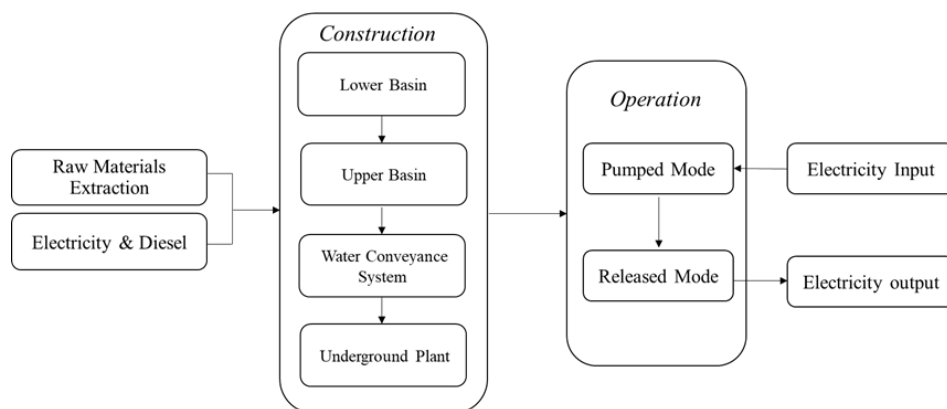 Construction
Lower Basin
Upper Basin
Water Conveyance
System
Underground Plant
Raw Materials
Extraction
Electricity & Diesel
Operation
Pumped Mode
Released Mode
Electricity Input
Electricity output